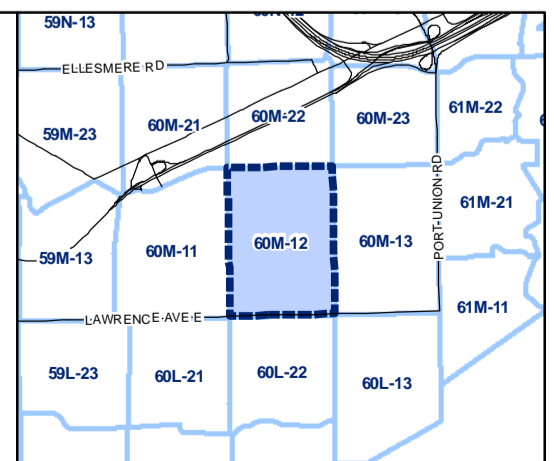 59N-13
ELLESMERE RD
59M-23
60M-21
60M-22
60M-23
61M-22
59M-13
60M-11
60M-12
60M-13
PORT UNION RD
61M-21
61M-11
LAWRENCE AVE E
59L-23
60L-21
60L-22
60L-13